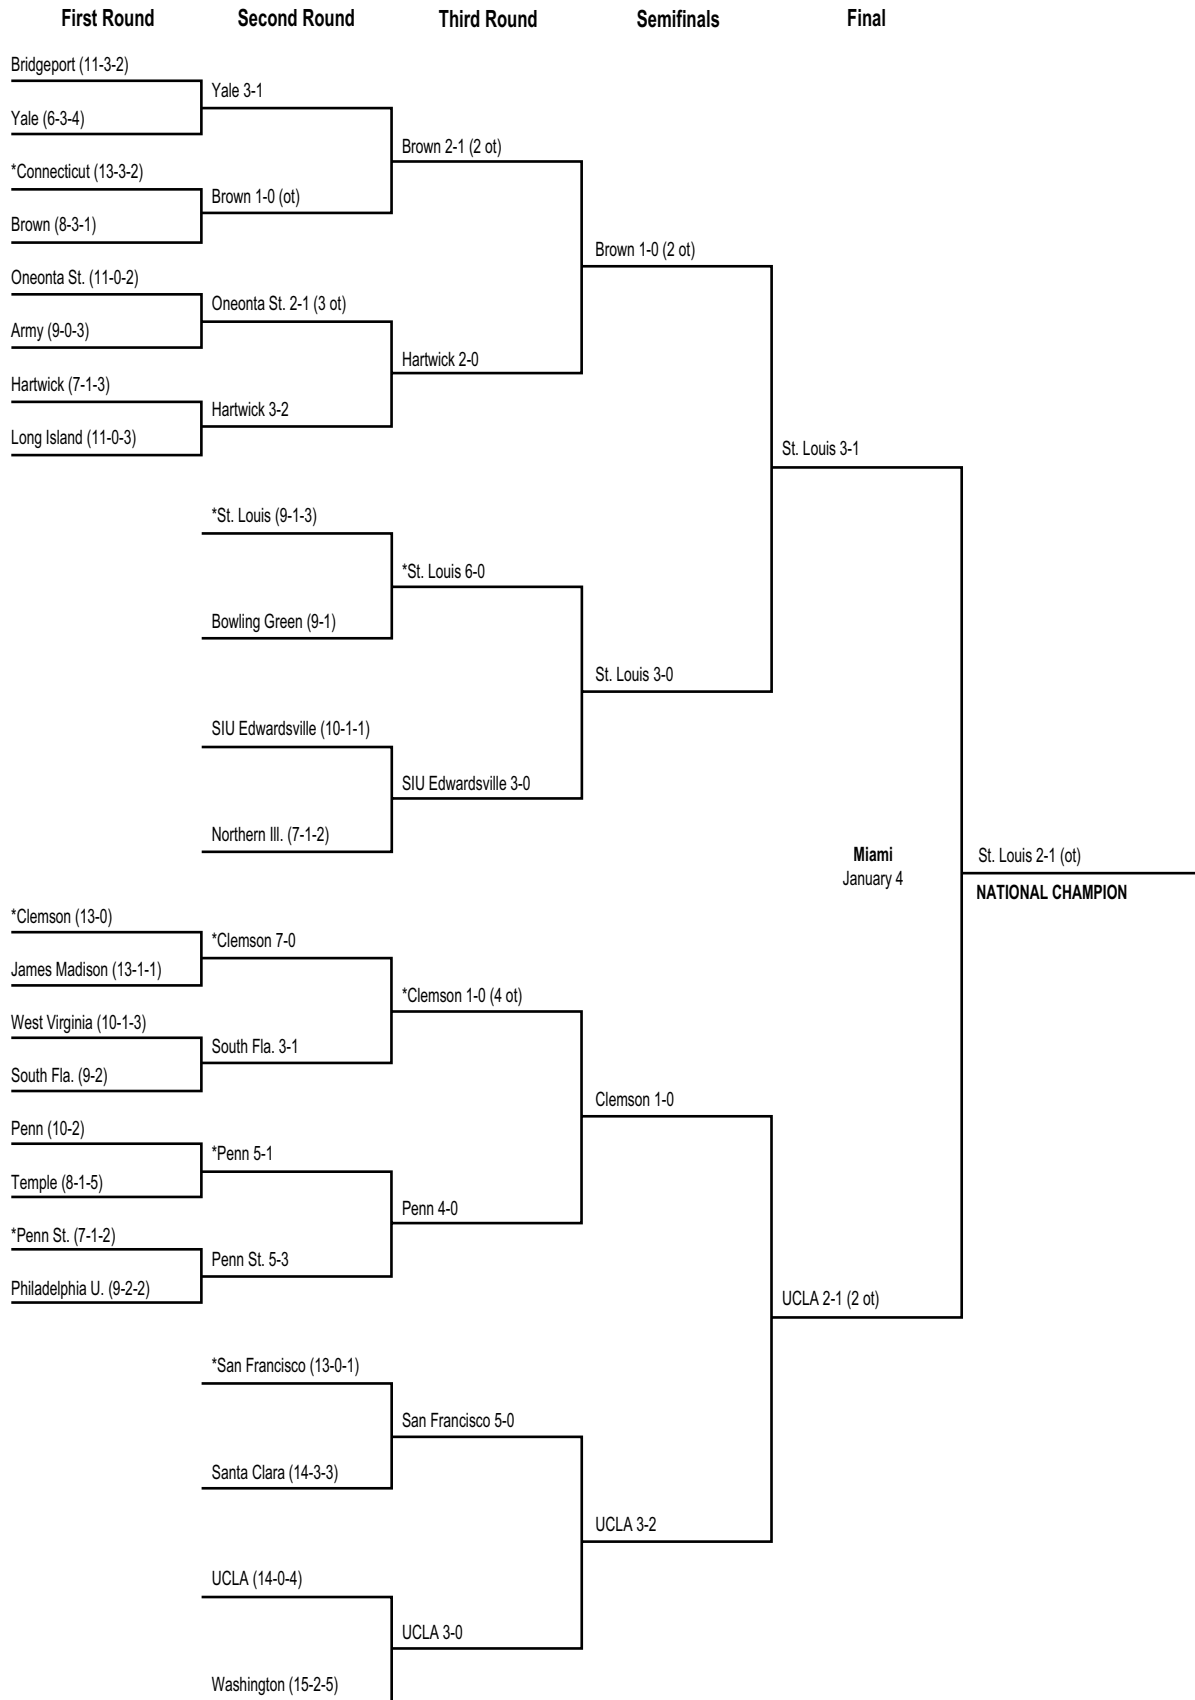 First Round Second Round Third Round Semifinals Final
Bridgeport (11-3-2)
Yale 3-1
Yale (6-3-4)
Brown 2-1 (2 ot)
*Connecticut (13-3-2)
Brown 1-0 (ot)
Brown (8-3-1)
Brown 1-0 (2 ot)
Oneonta St. (11-0-2)
Oneonta St. 2-1 (3 ot)
Army (9-0-3)
Hartwick 2-0
Hartwick (7-1-3)
Hartwick 3-2
Long Island (11-0-3)
St. Louis 3-1
*St. Louis (9-1-3)
*St. Louis 6-0
Bowling Green (9-1)
St. Louis 3-0
SIU Edwardsville (10-1-1)
SIU Edwardsville 3-0
Northern Ill. (7-1-2)
Miami
January 4
St. Louis 2-1 (ot)
NATIONAL CHAMPION
*Clemson (13-0)
*Clemson 7-0
James Madison (13-1-1)
*Clemson 1-0 (4 ot)
West Virginia (10-1-3)
South Fla. 3-1
South Fla. (9-2)
Clemson 1-0
Penn (10-2)
*Penn 5-1
Temple (8-1-5)
Penn 4-0
*Penn St. (7-1-2)
Penn St. 5-3
Philadelphia U. (9-2-2)
UCLA 2-1 (2 ot)
*San Francisco (13-0-1)
San Francisco 5-0
Santa Clara (14-3-3)
UCLA 3-2
UCLA (14-0-4)
UCLA 3-0
Washington (15-2-5)